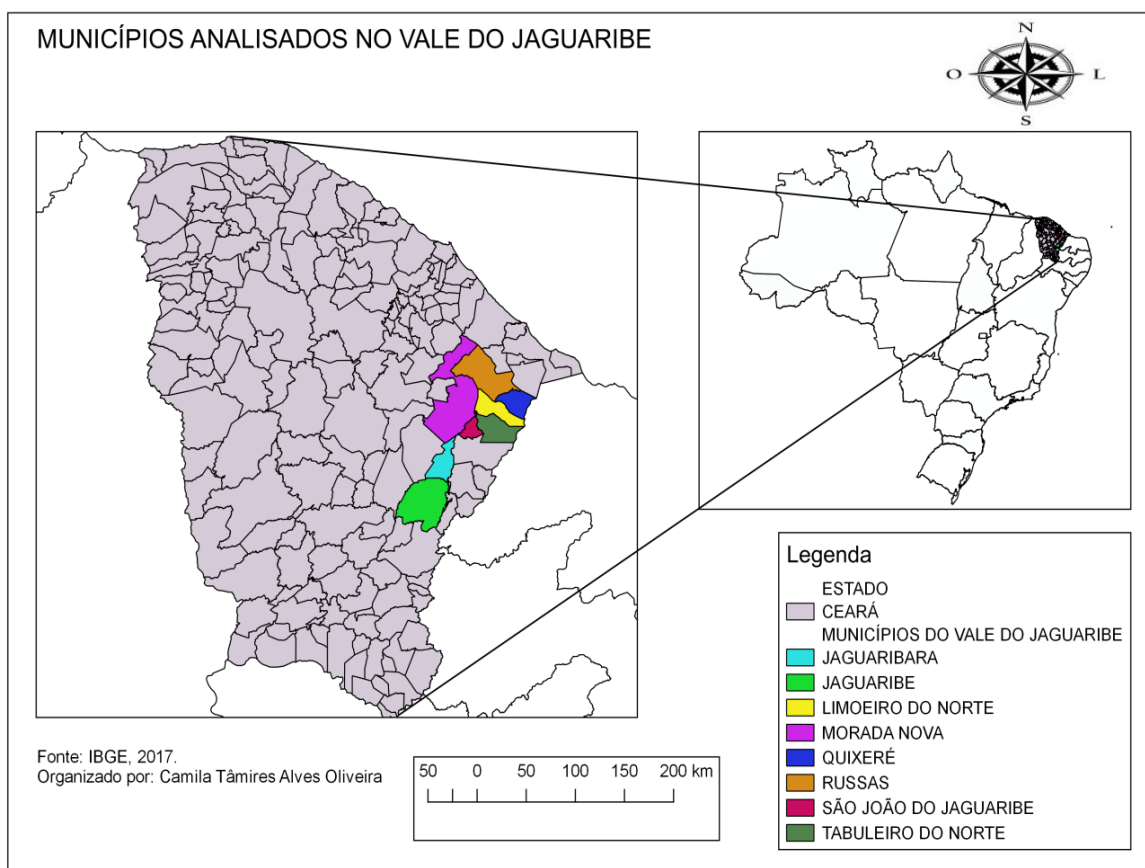 MUNICÍPIOS ANALISADOS NO VALE DO JAGUARIBE
N
O
L
S
Legenda
ESTADO
CEARÁ
MUNICÍPIOS DO VALE DO JAGUARIBE
JAGUARIBARA
JAGUARIBE
LIMOEIRO DO NORTE
MORADA NOVA
QUIXERÉ
RUSSAS
SÃO JOÃO DO JAGUARIBE
TABULEIRO DO NORTE
Fonte: IBGE, 2017.
Organizado por: Camila Tâmires Alves Oliveira
50 0 50 100 150 200 km